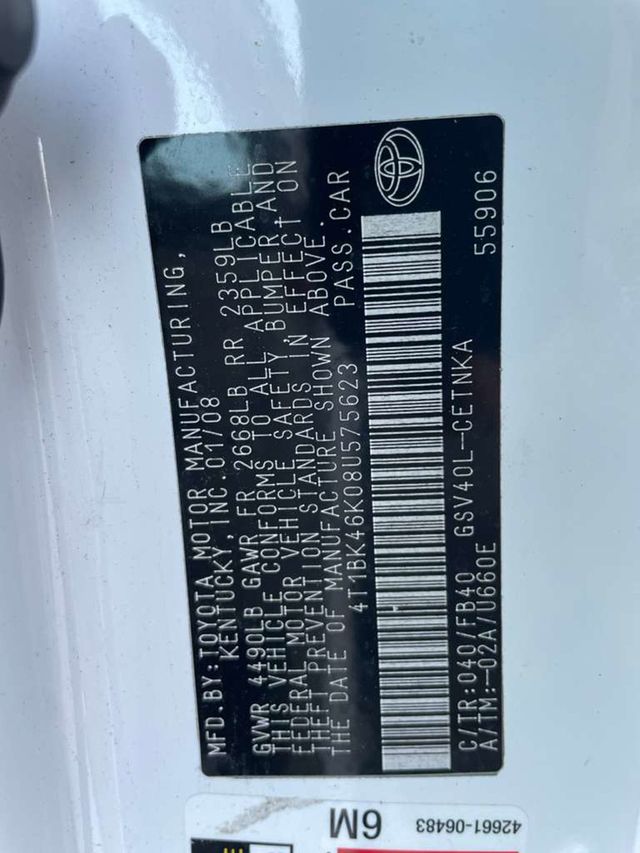 MFD.BY:TOYOTA MOTOR MANUFACTURING,
KENTUCKY, INC.01/08
GVWR 4490LB GAWR FR 2668LB RR 2359LB
THIS VEHICLE CONFORMS TO ALL APPLICABLE
FEDERAL MOTOR VEHICLE SAFETY, BUMPER, AND
THEFT PREVENTION STANDARDS IN EFFECT ON
THE DATE OF MANUFACTURE SHOWN ABOVE.
4T1BK46K08U575623 PASS.CAR
C/TR:040/FB40 GSV40L-CETNKA 55906
A/TM:-02A/U660E
6M
42661-06483